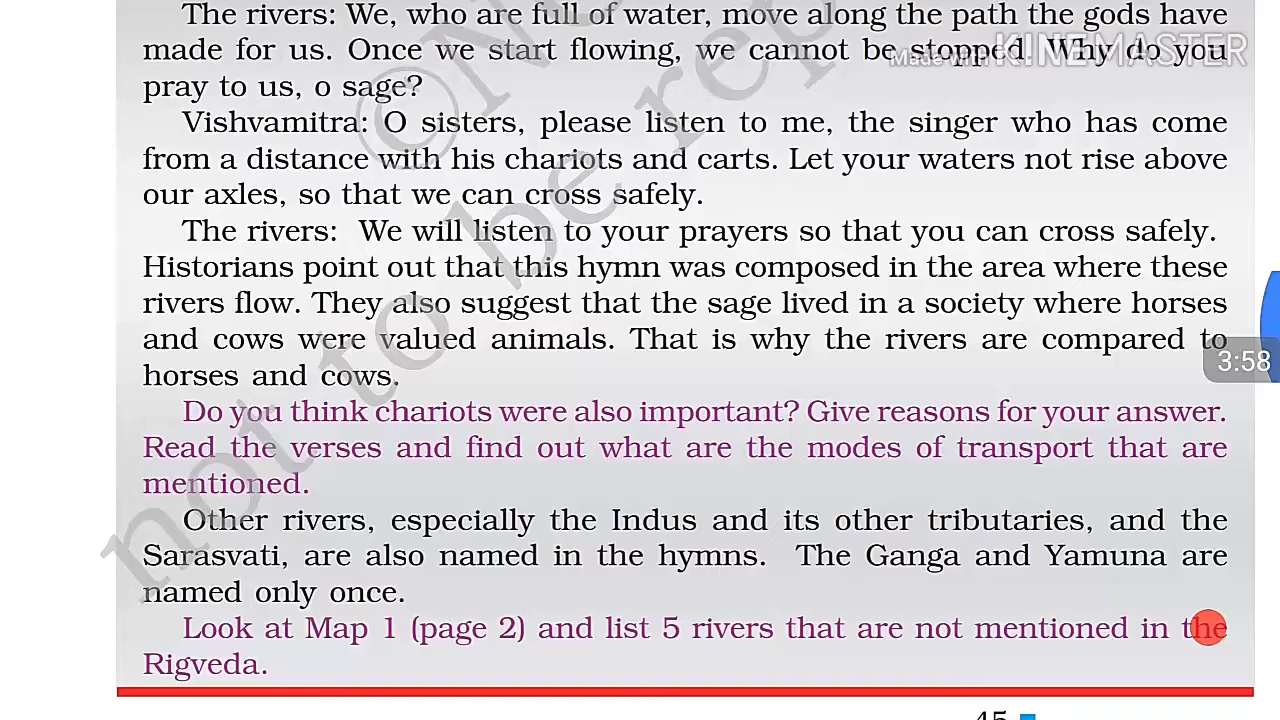 The rivers: We, who are full of water, move along the path the gods have
made for us. Once we start flowing, we cannot be stopped. Why do you
Made with KINEMASTER
pray to us, o sage?
Vishvamitra: O sisters, please listen to me, the singer who has come
from a distance with his chariots and carts. Let your waters not rise above
our axles, so that we can cross safely.
The rivers: We will listen to your prayers so that you can cross safely.
Historians point out that this hymn was composed in the area where these
rivers flow. They also suggest that the sage lived in a society where horses
and cows were valued animals. That is why the rivers are compared to
3:58
horses and cows.
Do you think chariots were also important? Give reasons for your answer.
Read the verses and find out what are the modes of transport that are
mentioned.
Other rivers, especially the Indus and its other tributaries, and the
Sarasvati, are also named in the hymns. The Ganga and Yamuna are
named only once.
Look at Map 1 (page 2) and list 5 rivers that are not mentioned in the
Rigveda.
not to be rep